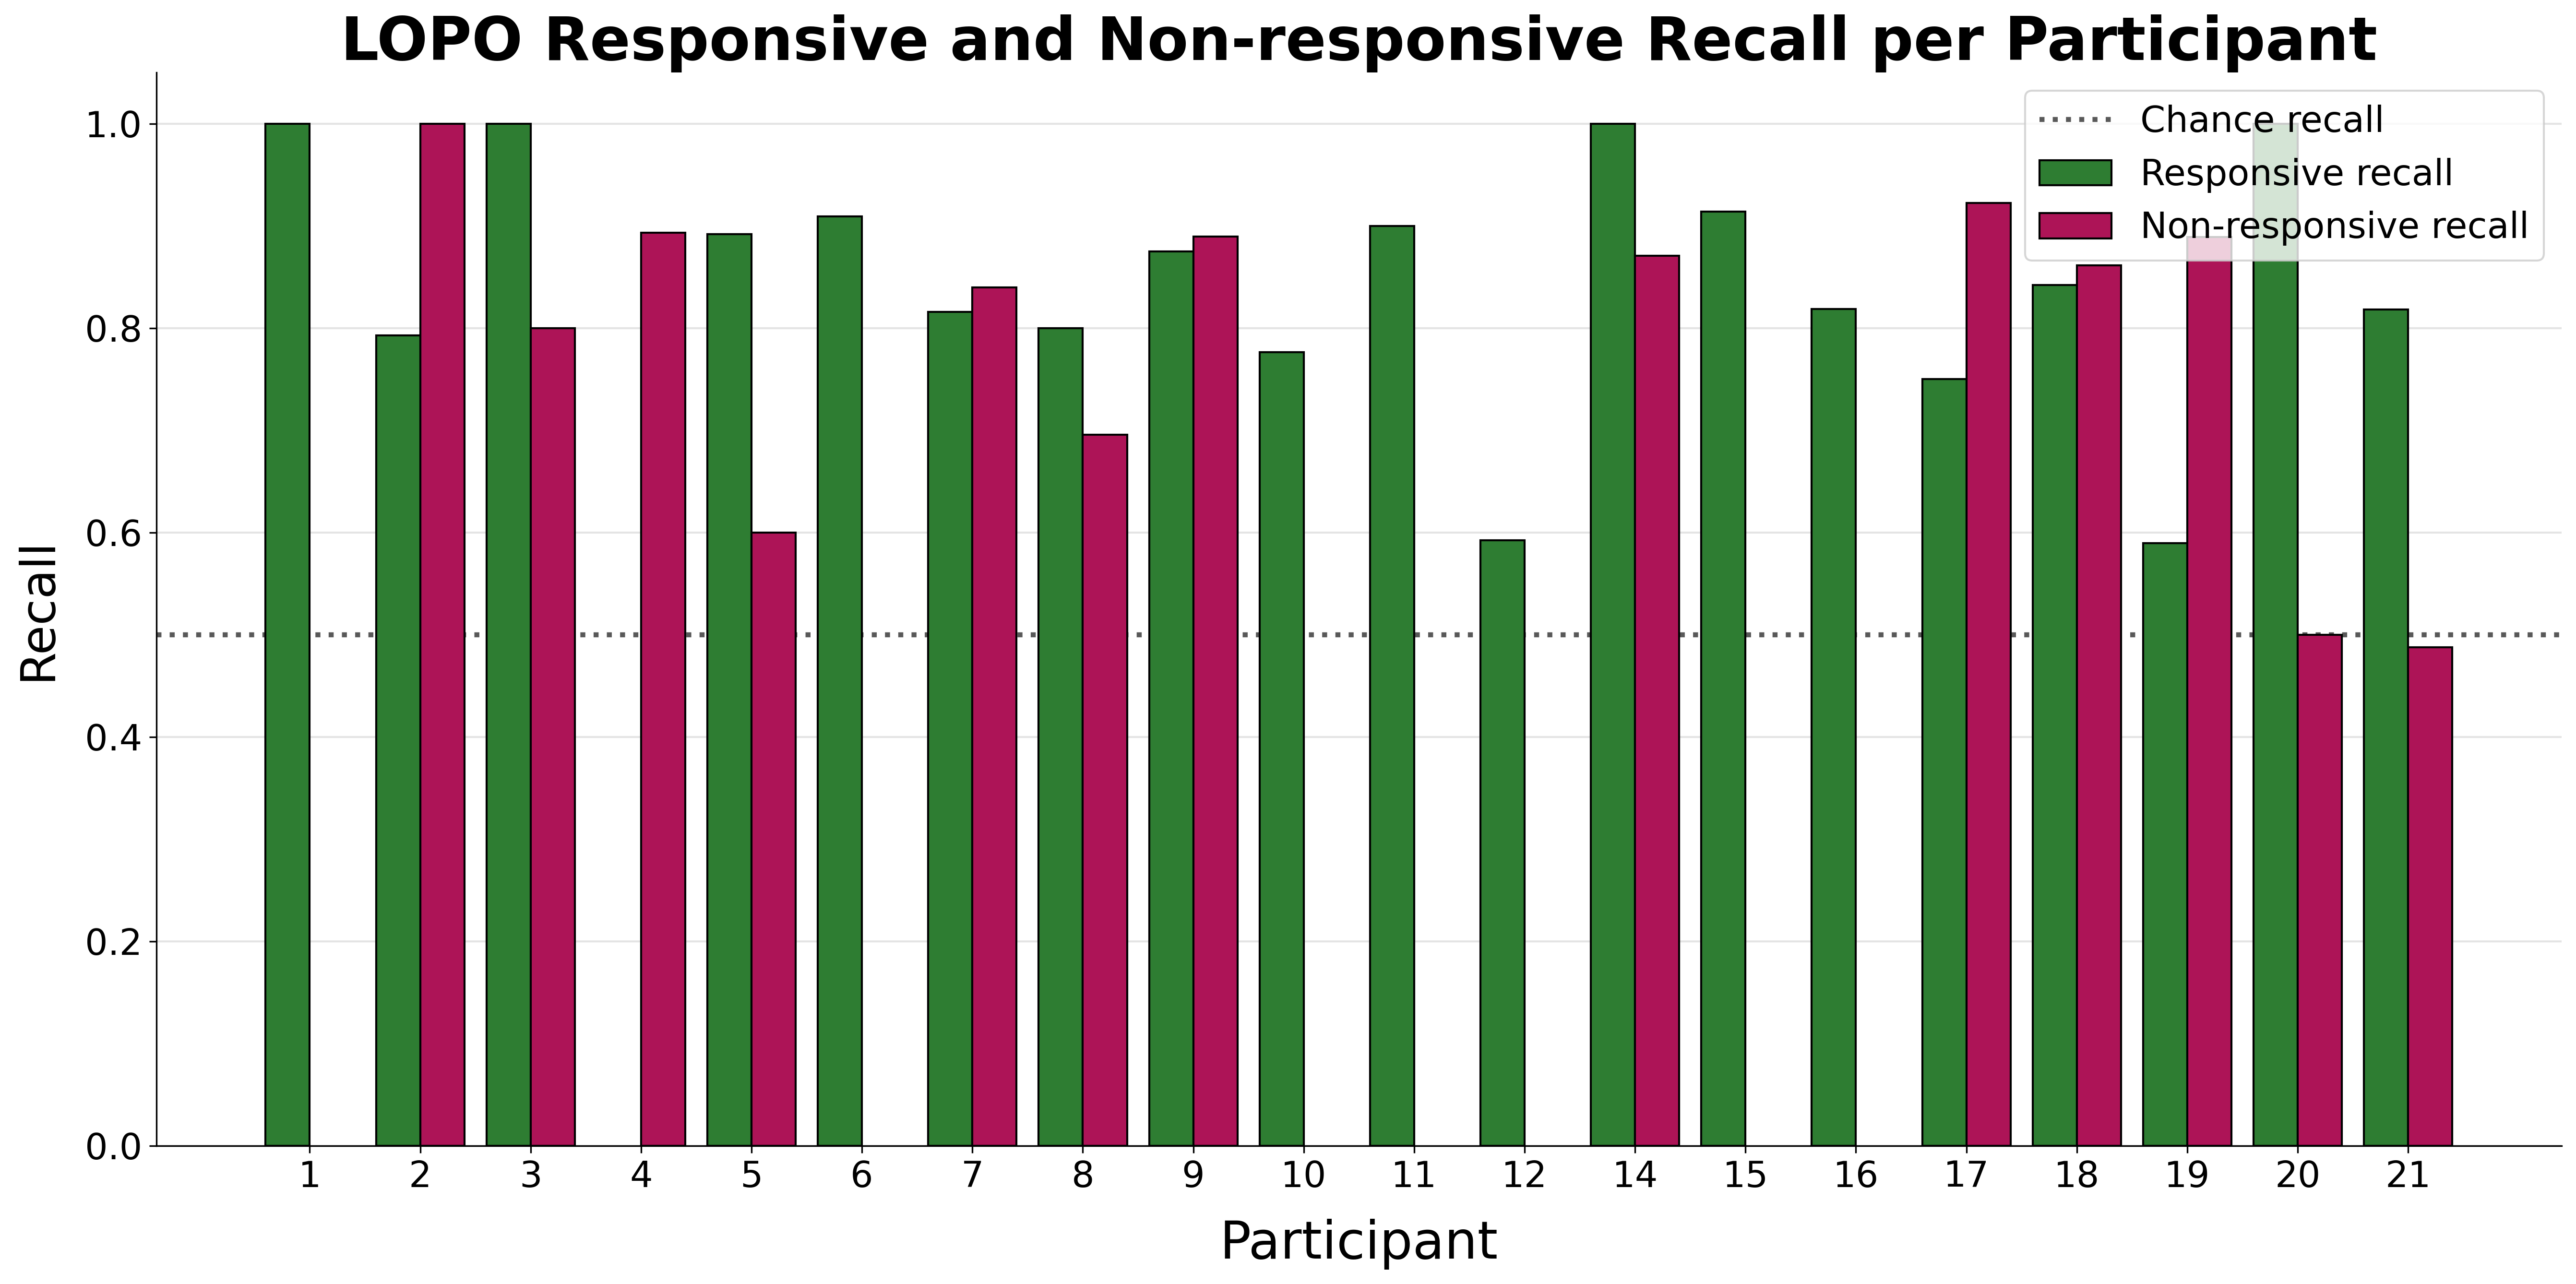 LOPO Responsive and Non-responsive Recall per Participant
Chance recall
Responsive recall
Non-responsive recall
1.0
0.8
0.6
0.4
0.2
0.0
Recall
1 2 3 4 5 6 7 8 9 10 11 12 14 15 16 17 18 19 20 21
Participant